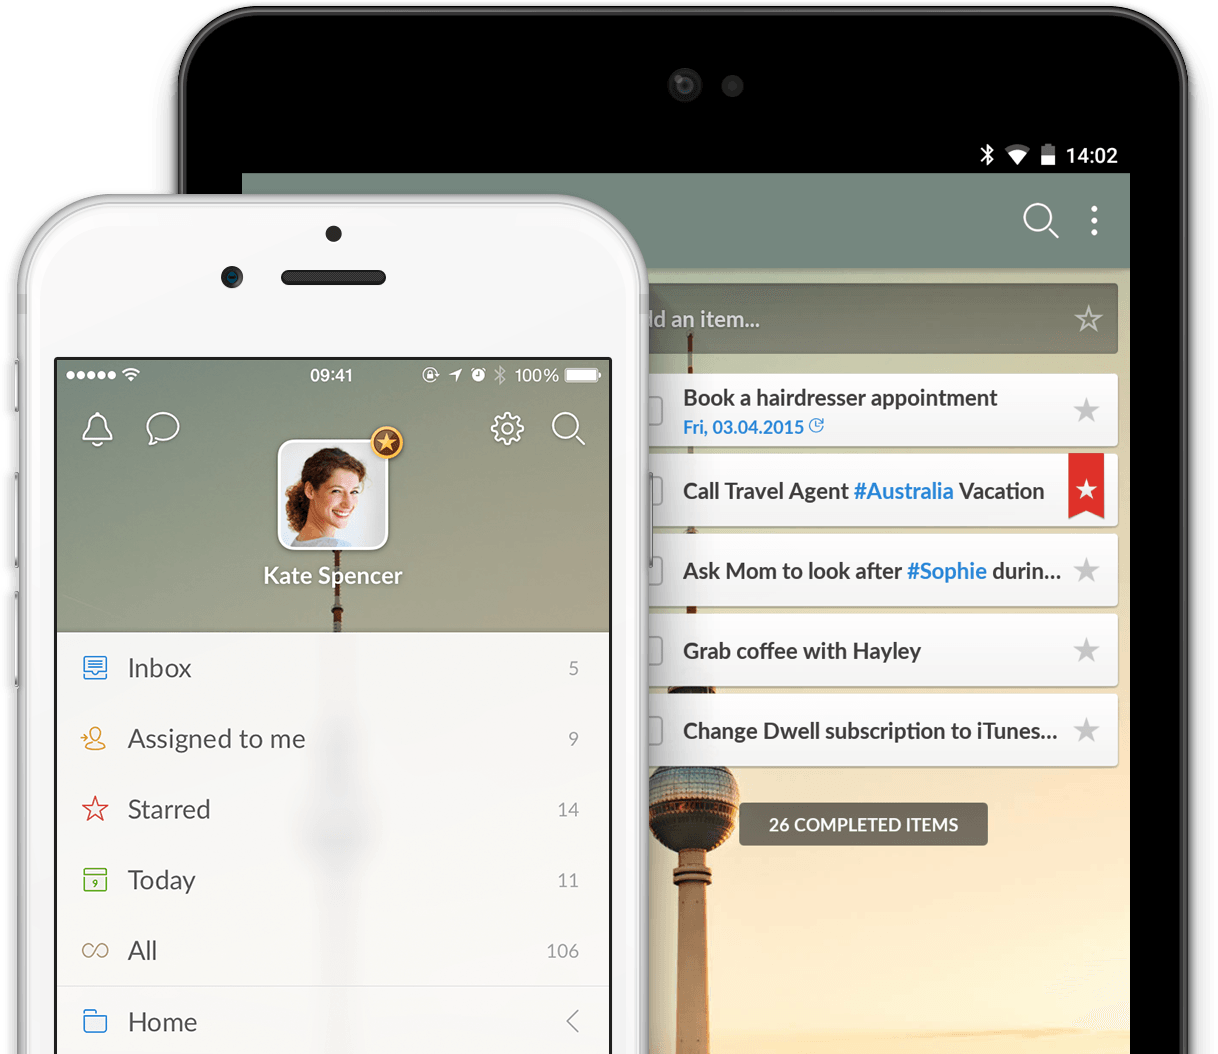 14:02
dd an item...
Book a hairdresser appointment
Fri, 03.04.2015
Call Travel Agent #Australia Vacation
Ask Mom to look after #Sophie durin...
Grab coffee with Hayley
Change Dwell subscription to iTunes...
26 COMPLETED ITEMS
09:41
100%
Kate Spencer
Inbox 5
Assigned to me 9
Starred 14
9
Today 11
All 106
Home